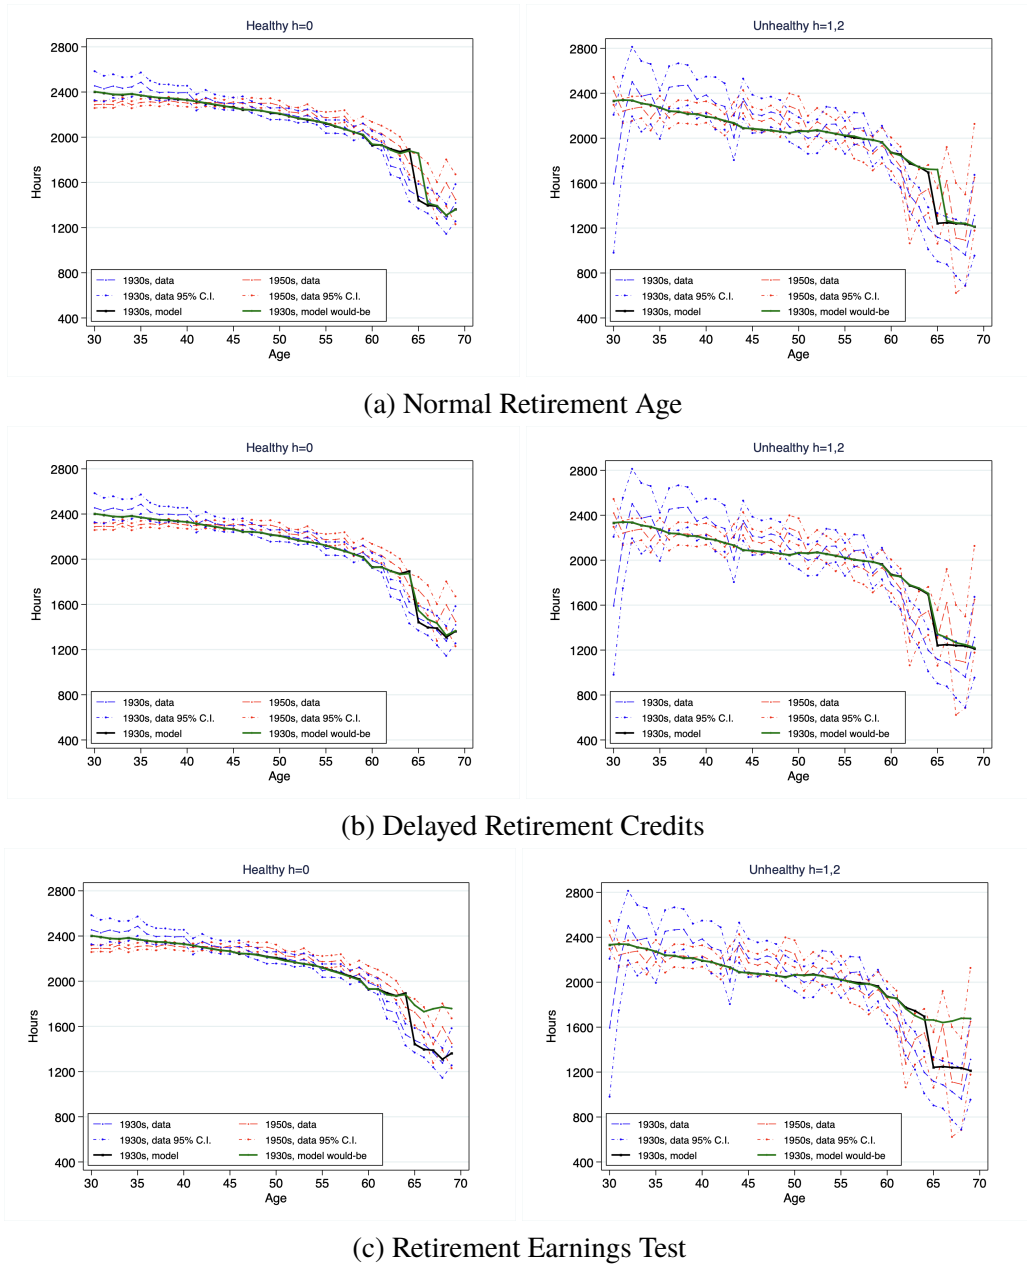 Healthy h=0
2800
2400
2000
1600
1200
800
400
Hours
30 35 40 45 50 55 60 65 70
Age
1930s, data
1950s, data
1930s, data 95% C.I.
1950s, data 95% C.I.
1930s, model
1930s, model would-be
Unhealthy h=1,2
2800
2400
2000
1600
1200
800
400
Hours
30 35 40 45 50 55 60 65 70
Age
1930s, data
1950s, data
1930s, data 95% C.I.
1950s, data 95% C.I.
1930s, model
1930s, model would-be
(a) Normal Retirement Age
Healthy h=0
2800
2400
2000
1600
1200
800
400
Hours
30 35 40 45 50 55 60 65 70
Age
1930s, data
1950s, data
1930s, data 95% C.I.
1950s, data 95% C.I.
1930s, model
1930s, model would-be
Unhealthy h=1,2
2800
2400
2000
1600
1200
800
400
Hours
30 35 40 45 50 55 60 65 70
Age
1930s, data
1950s, data
1930s, data 95% C.I.
1950s, data 95% C.I.
1930s, model
1930s, model would-be
(b) Delayed Retirement Credits
Healthy h=0
2800
2400
2000
1600
1200
800
400
Hours
30 35 40 45 50 55 60 65 70
Age
1930s, data
1950s, data
1930s, data 95% C.I.
1950s, data 95% C.I.
1930s, model
1930s, model would-be
Unhealthy h=1,2
2800
2400
2000
1600
1200
800
400
Hours
30 35 40 45 50 55 60 65 70
Age
1930s, data
1950s, data
1930s, data 95% C.I.
1950s, data 95% C.I.
1930s, model
1930s, model would-be
(c) Retirement Earnings Test